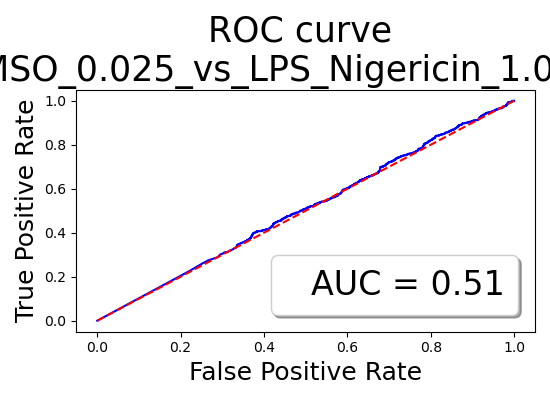 ROC curve
MSO_0.025_vs_LPS_Nigericin_1.0
True Positive Rate
1.0
0.8
0.6
0.4
0.2
0.0
AUC = 0.51
0.0 0.2 0.4 0.6 0.8 1.0
False Positive Rate